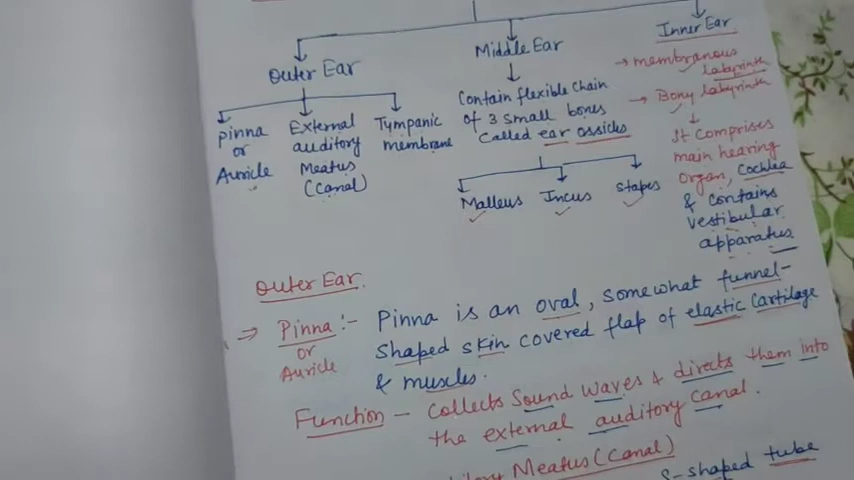 Outer Ear
Middle Ear
Inner Ear
Pinna
or
Auricle
External
auditory
Meatus
(Canal)
Tympanic
membrane
Contain flexible Chain
of 3 small bones
Called ear ossicles
Malleus
Incus
Stapes
→ membranous
labyrinth
→ Bony labyrinth
It Comprises
main hearing
organ, Cochlea
& contains
vestibular
apparatus
Outer Ear
⇒ Pinna :- Pinna is an oval, somewhat funnel-
or
Auricle
shaped skin covered flap of elastic Cartilage
& muscles.
Function - Collects Sound waves & directs them into
the external auditory canal.
Meatus (Canal)
S-shaped tube